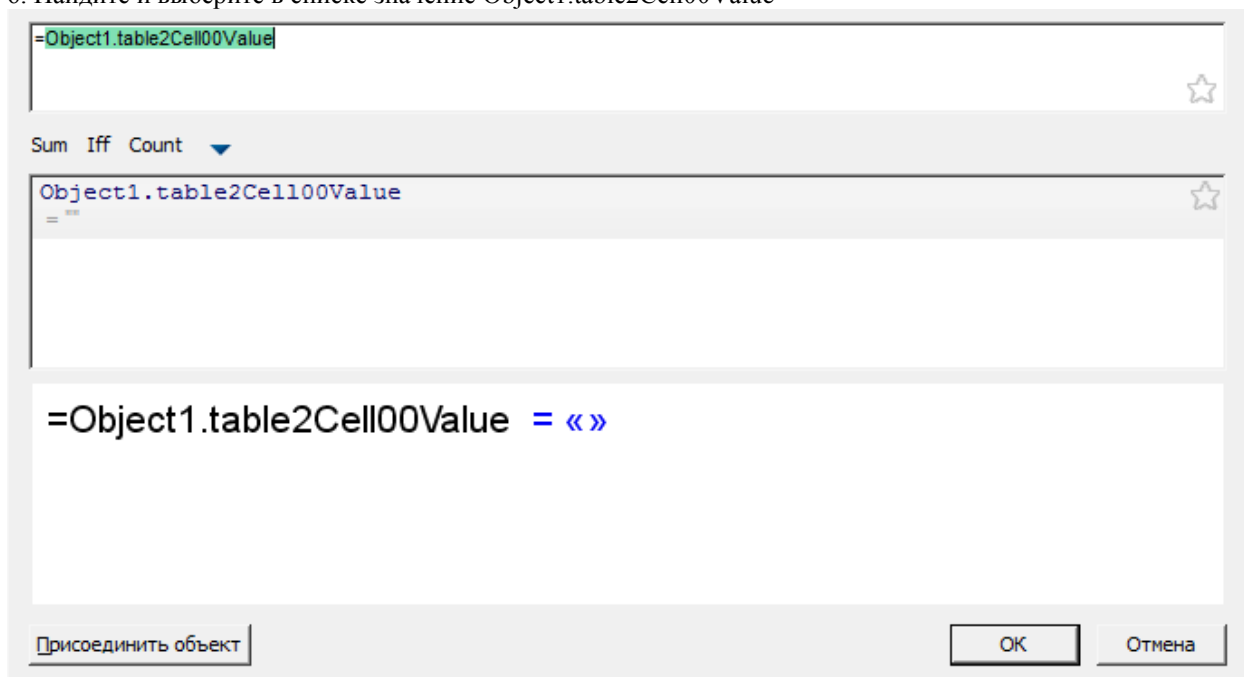 6. Найдите и выберите в списке значение Object1.table2Cell00Value
=Object1.table2Cell00Value
Sum Iff Count
Object1.table2Cell00Value
= ""
=Object1.table2Cell00Value = « »
Присоединить объект
OK
Отмена